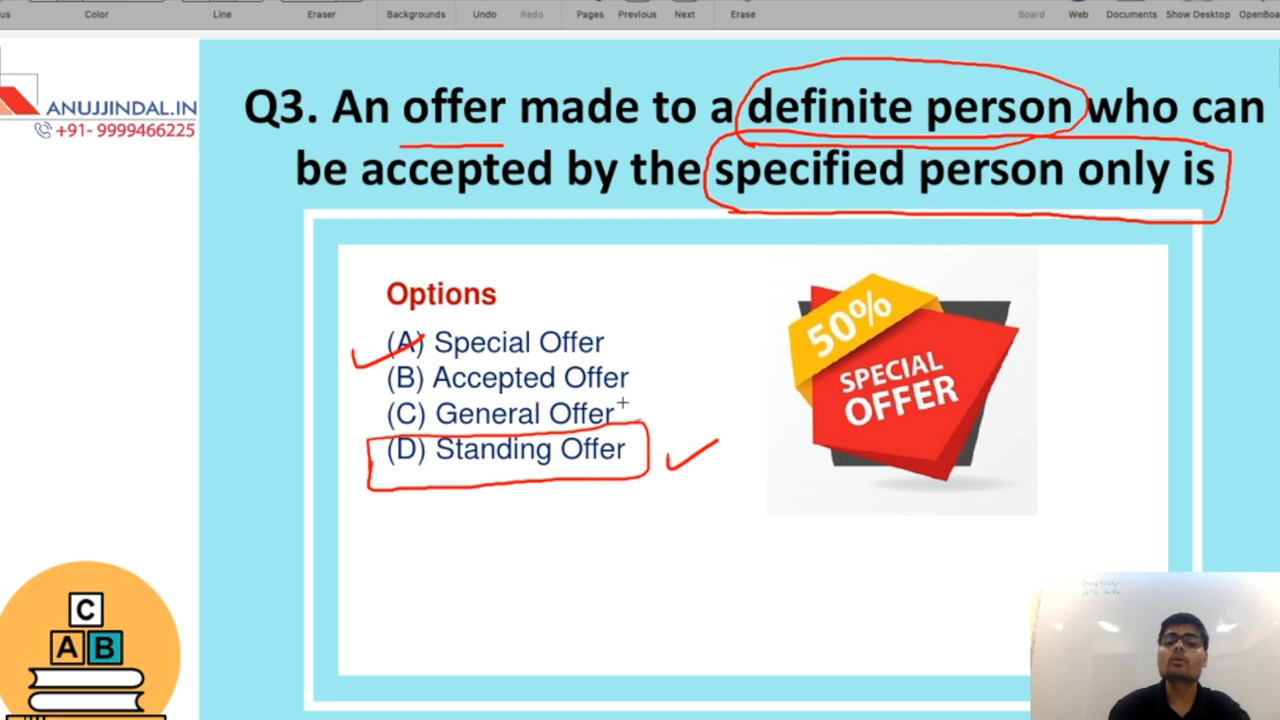 Color Line Eraser Backgrounds Undo Redo Pages Previous Next Erase Board Web Documents Show Desktop
ANUJJINDAL.IN
+91- 9999466225
Q3. An offer made to a definite person who can
be accepted by the specified person only is
Options
(A) Special Offer
(B) Accepted Offer
(C) General Offer
(D) Standing Offer
50%
SPECIAL
OFFER
C
A B